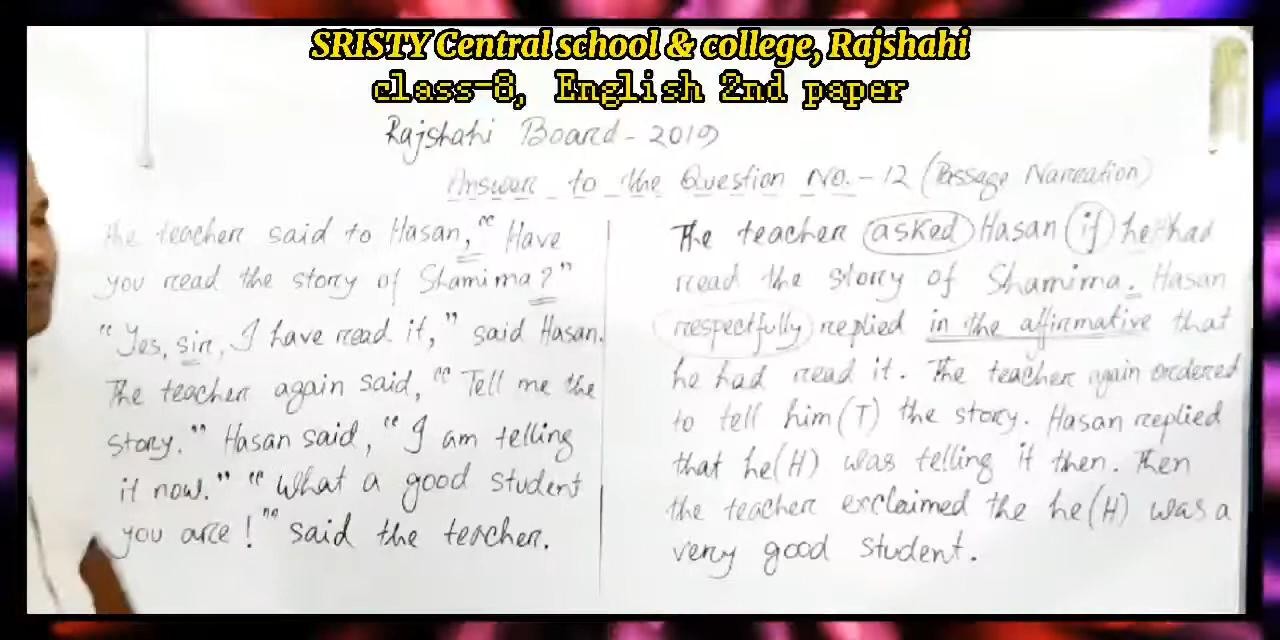 SRISTY Central school & college, Rajshahi
class-8, English 2nd paper
Rajshahi Board - 2019
Answer to the Question No. - 12 (Passage Narration)
The teacher said to Hasan, "Have
you read the story of Shamima?"
"Yes, sir, I have read it," said Hasan.
The teacher again said, "Tell me the
story." Hasan said, "I am telling
it now." "What a good student
you are!" said the teacher.
The teacher asked Hasan if he had
read the story of Shamima. Hasan
respectfully replied in the affirmative that
he had read it. The teacher again ordered
to tell him (T) the story. Hasan replied
that he (H) was telling it then. Then
the teacher exclaimed the he (H) was a
very good student.